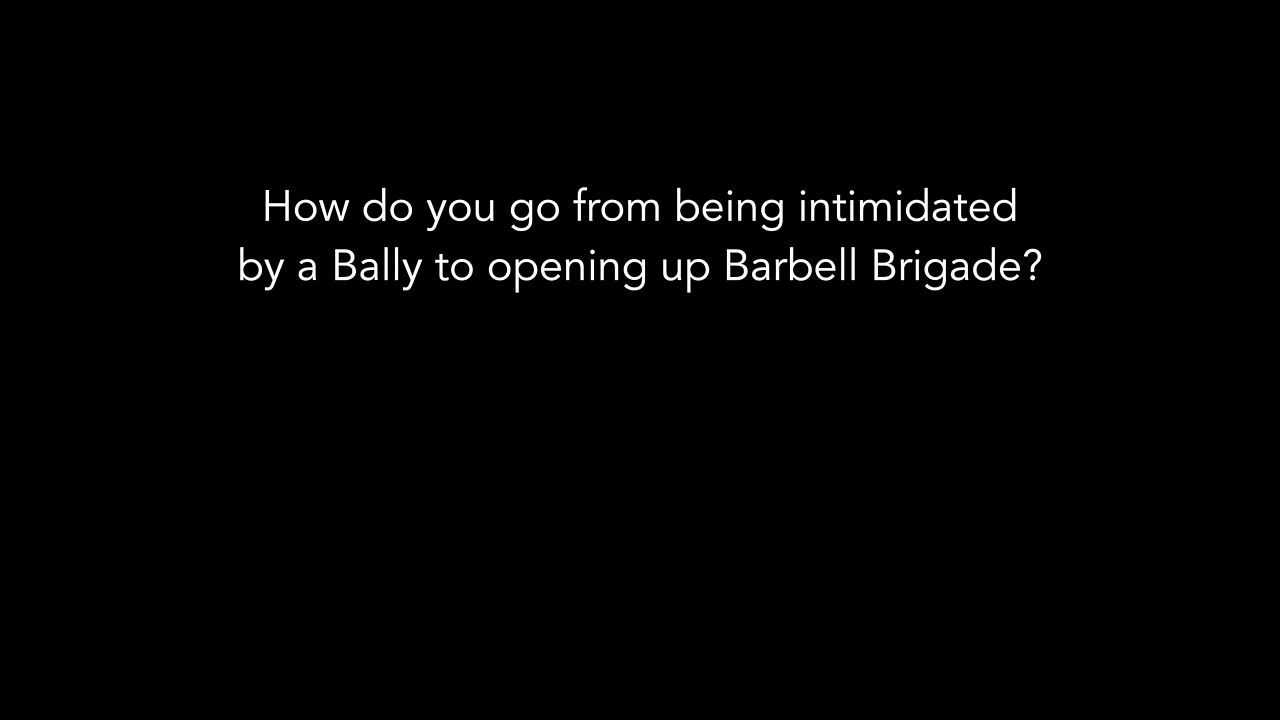 How do you go from being intimidated
by a Bally to opening up Barbell Brigade?